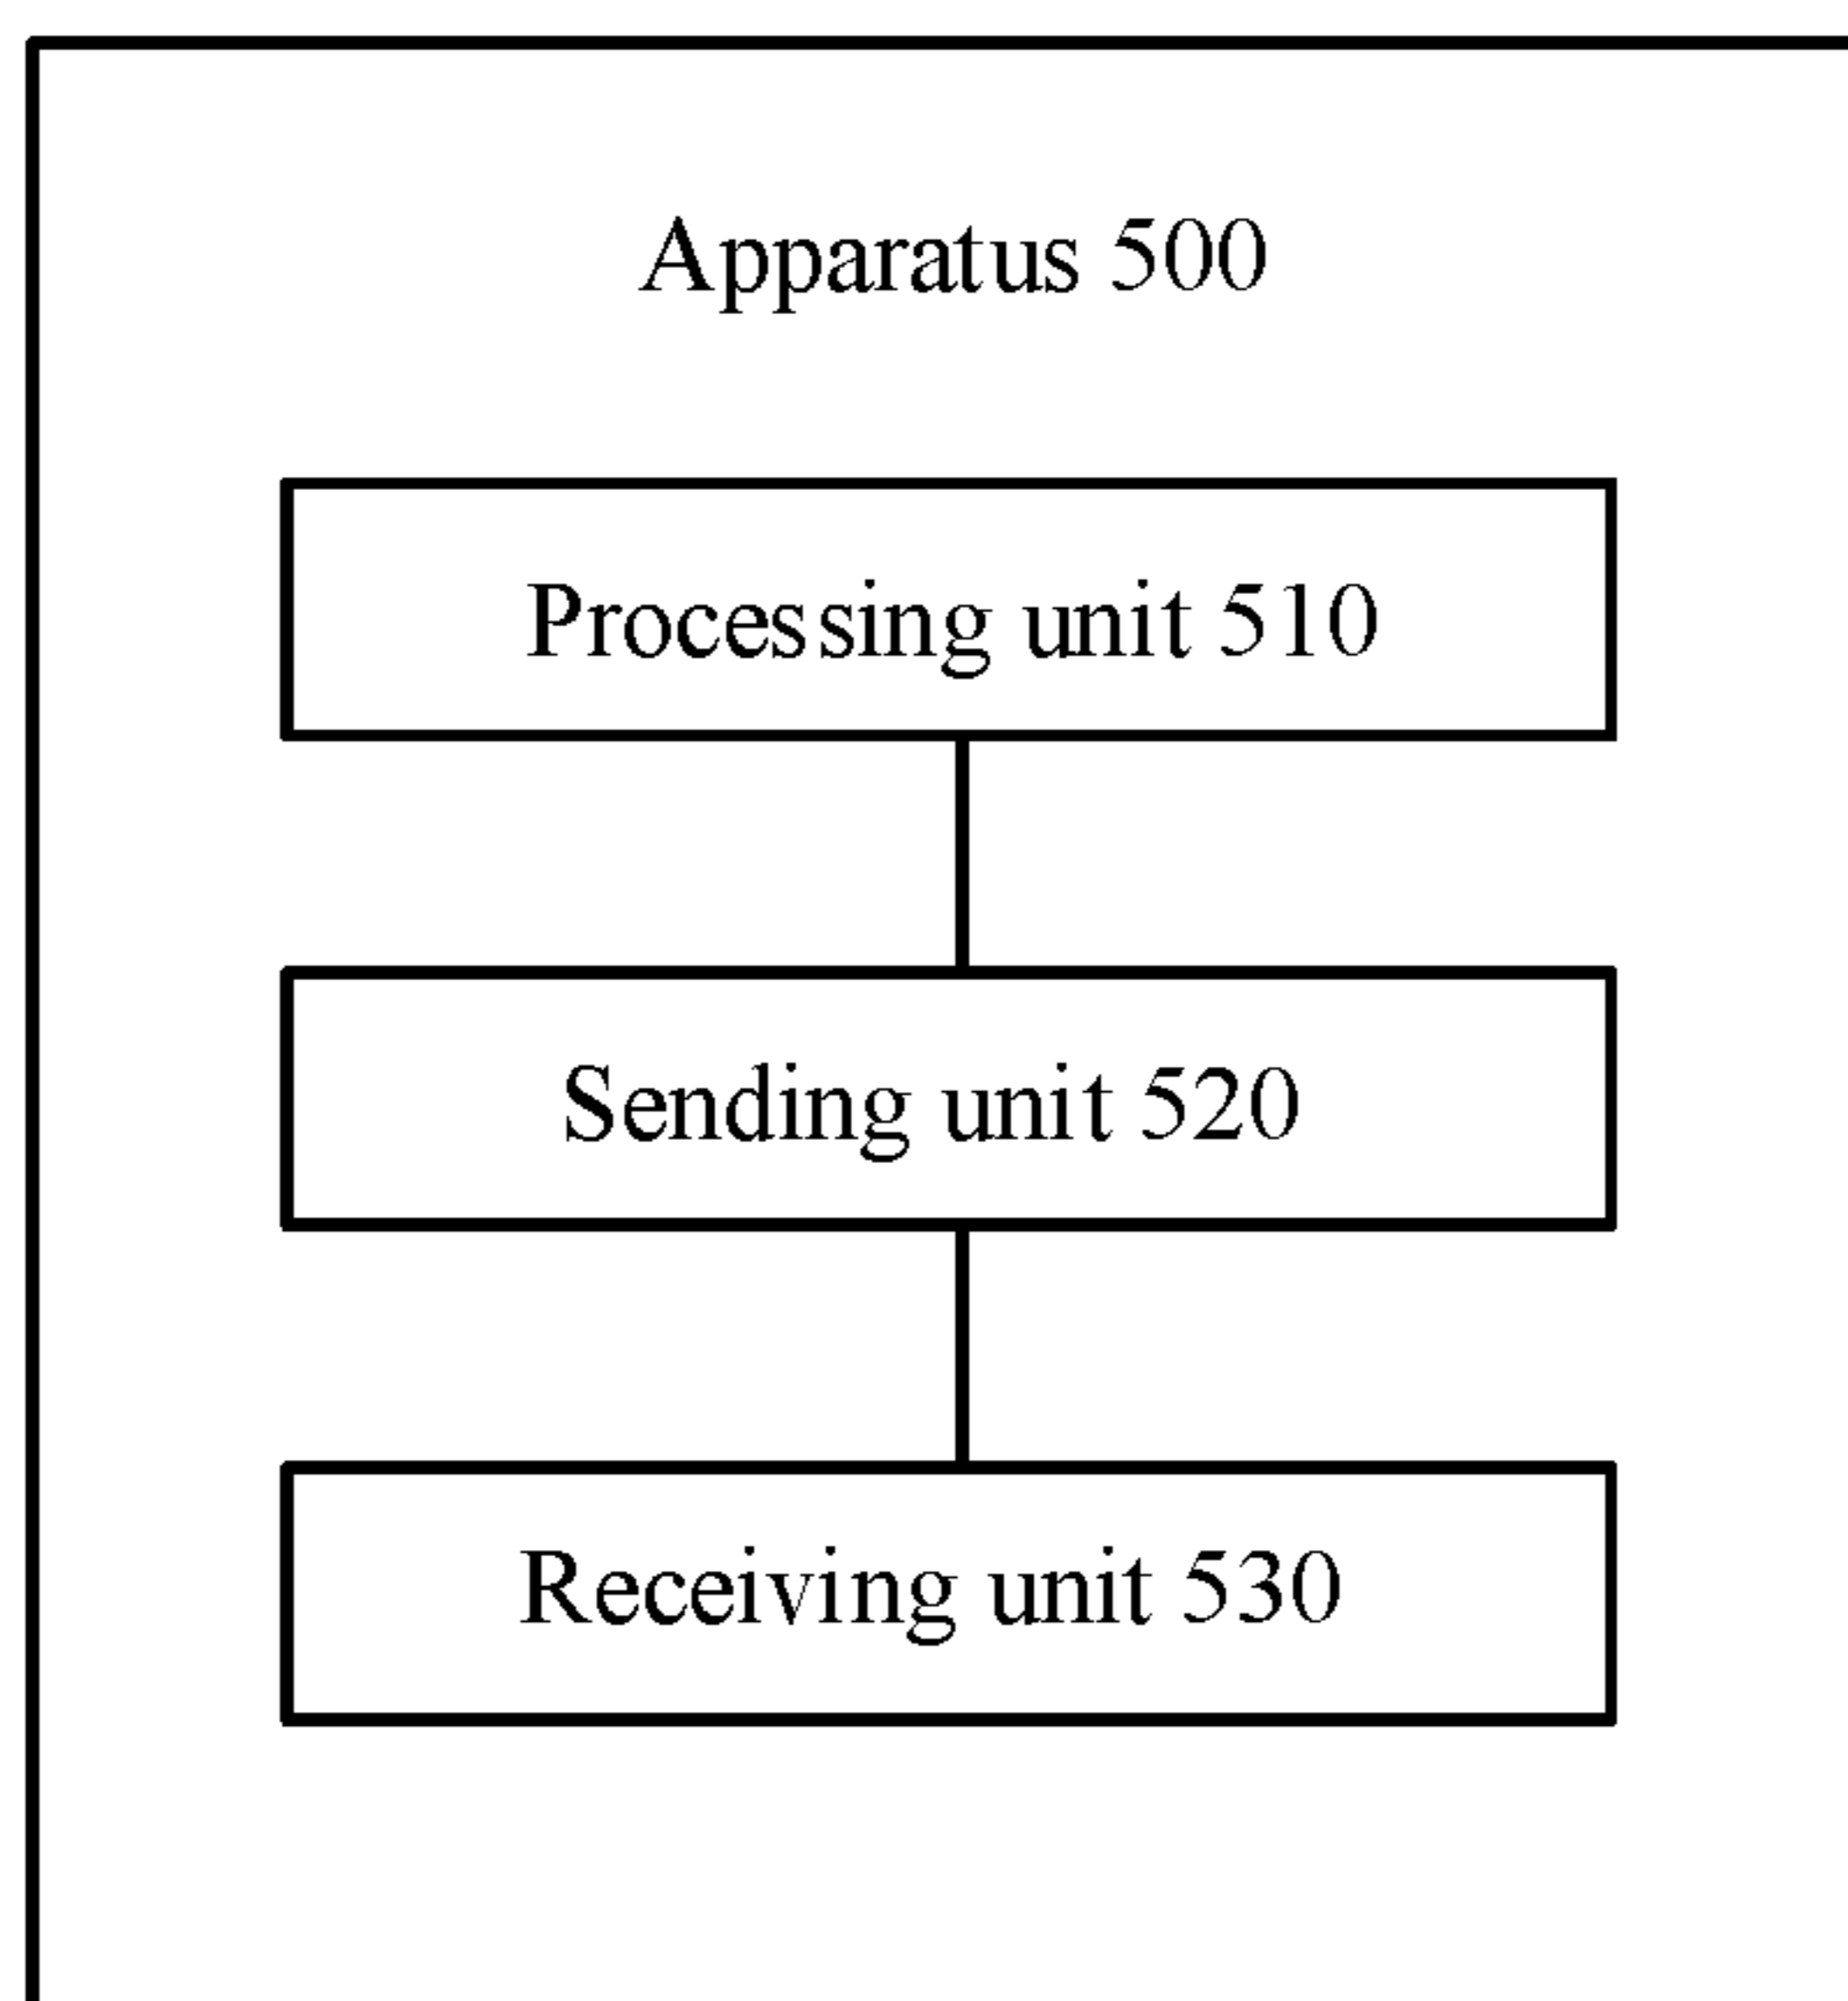 Apparatus 500
Processing unit 510
Sending unit 520
Receiving unit 530